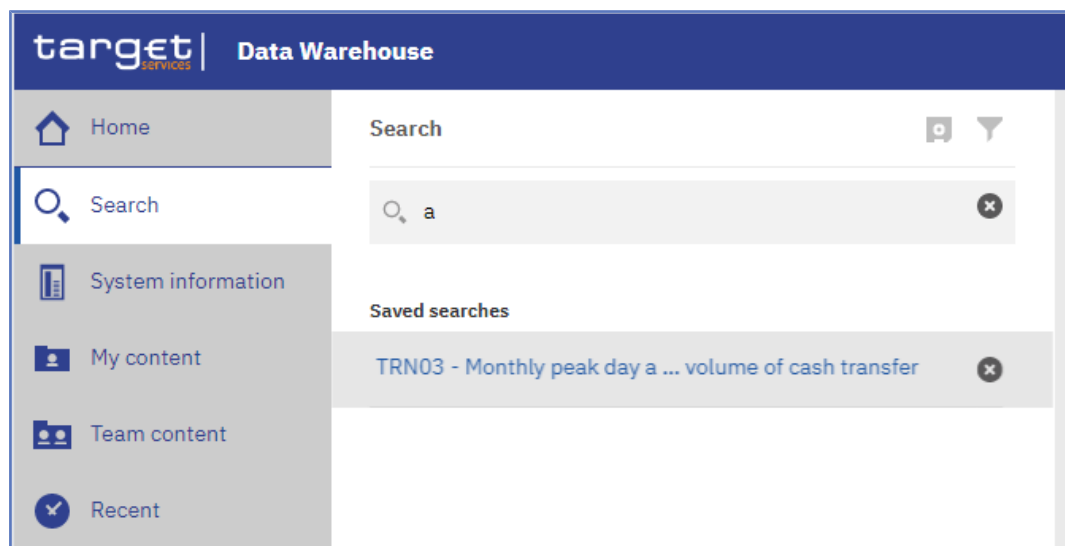 target services | Data Warehouse
Home
Search
System information
My content
Team content
Recent
Search
a
Saved searches
TRN03 - Monthly peak day a ... volume of cash transfer